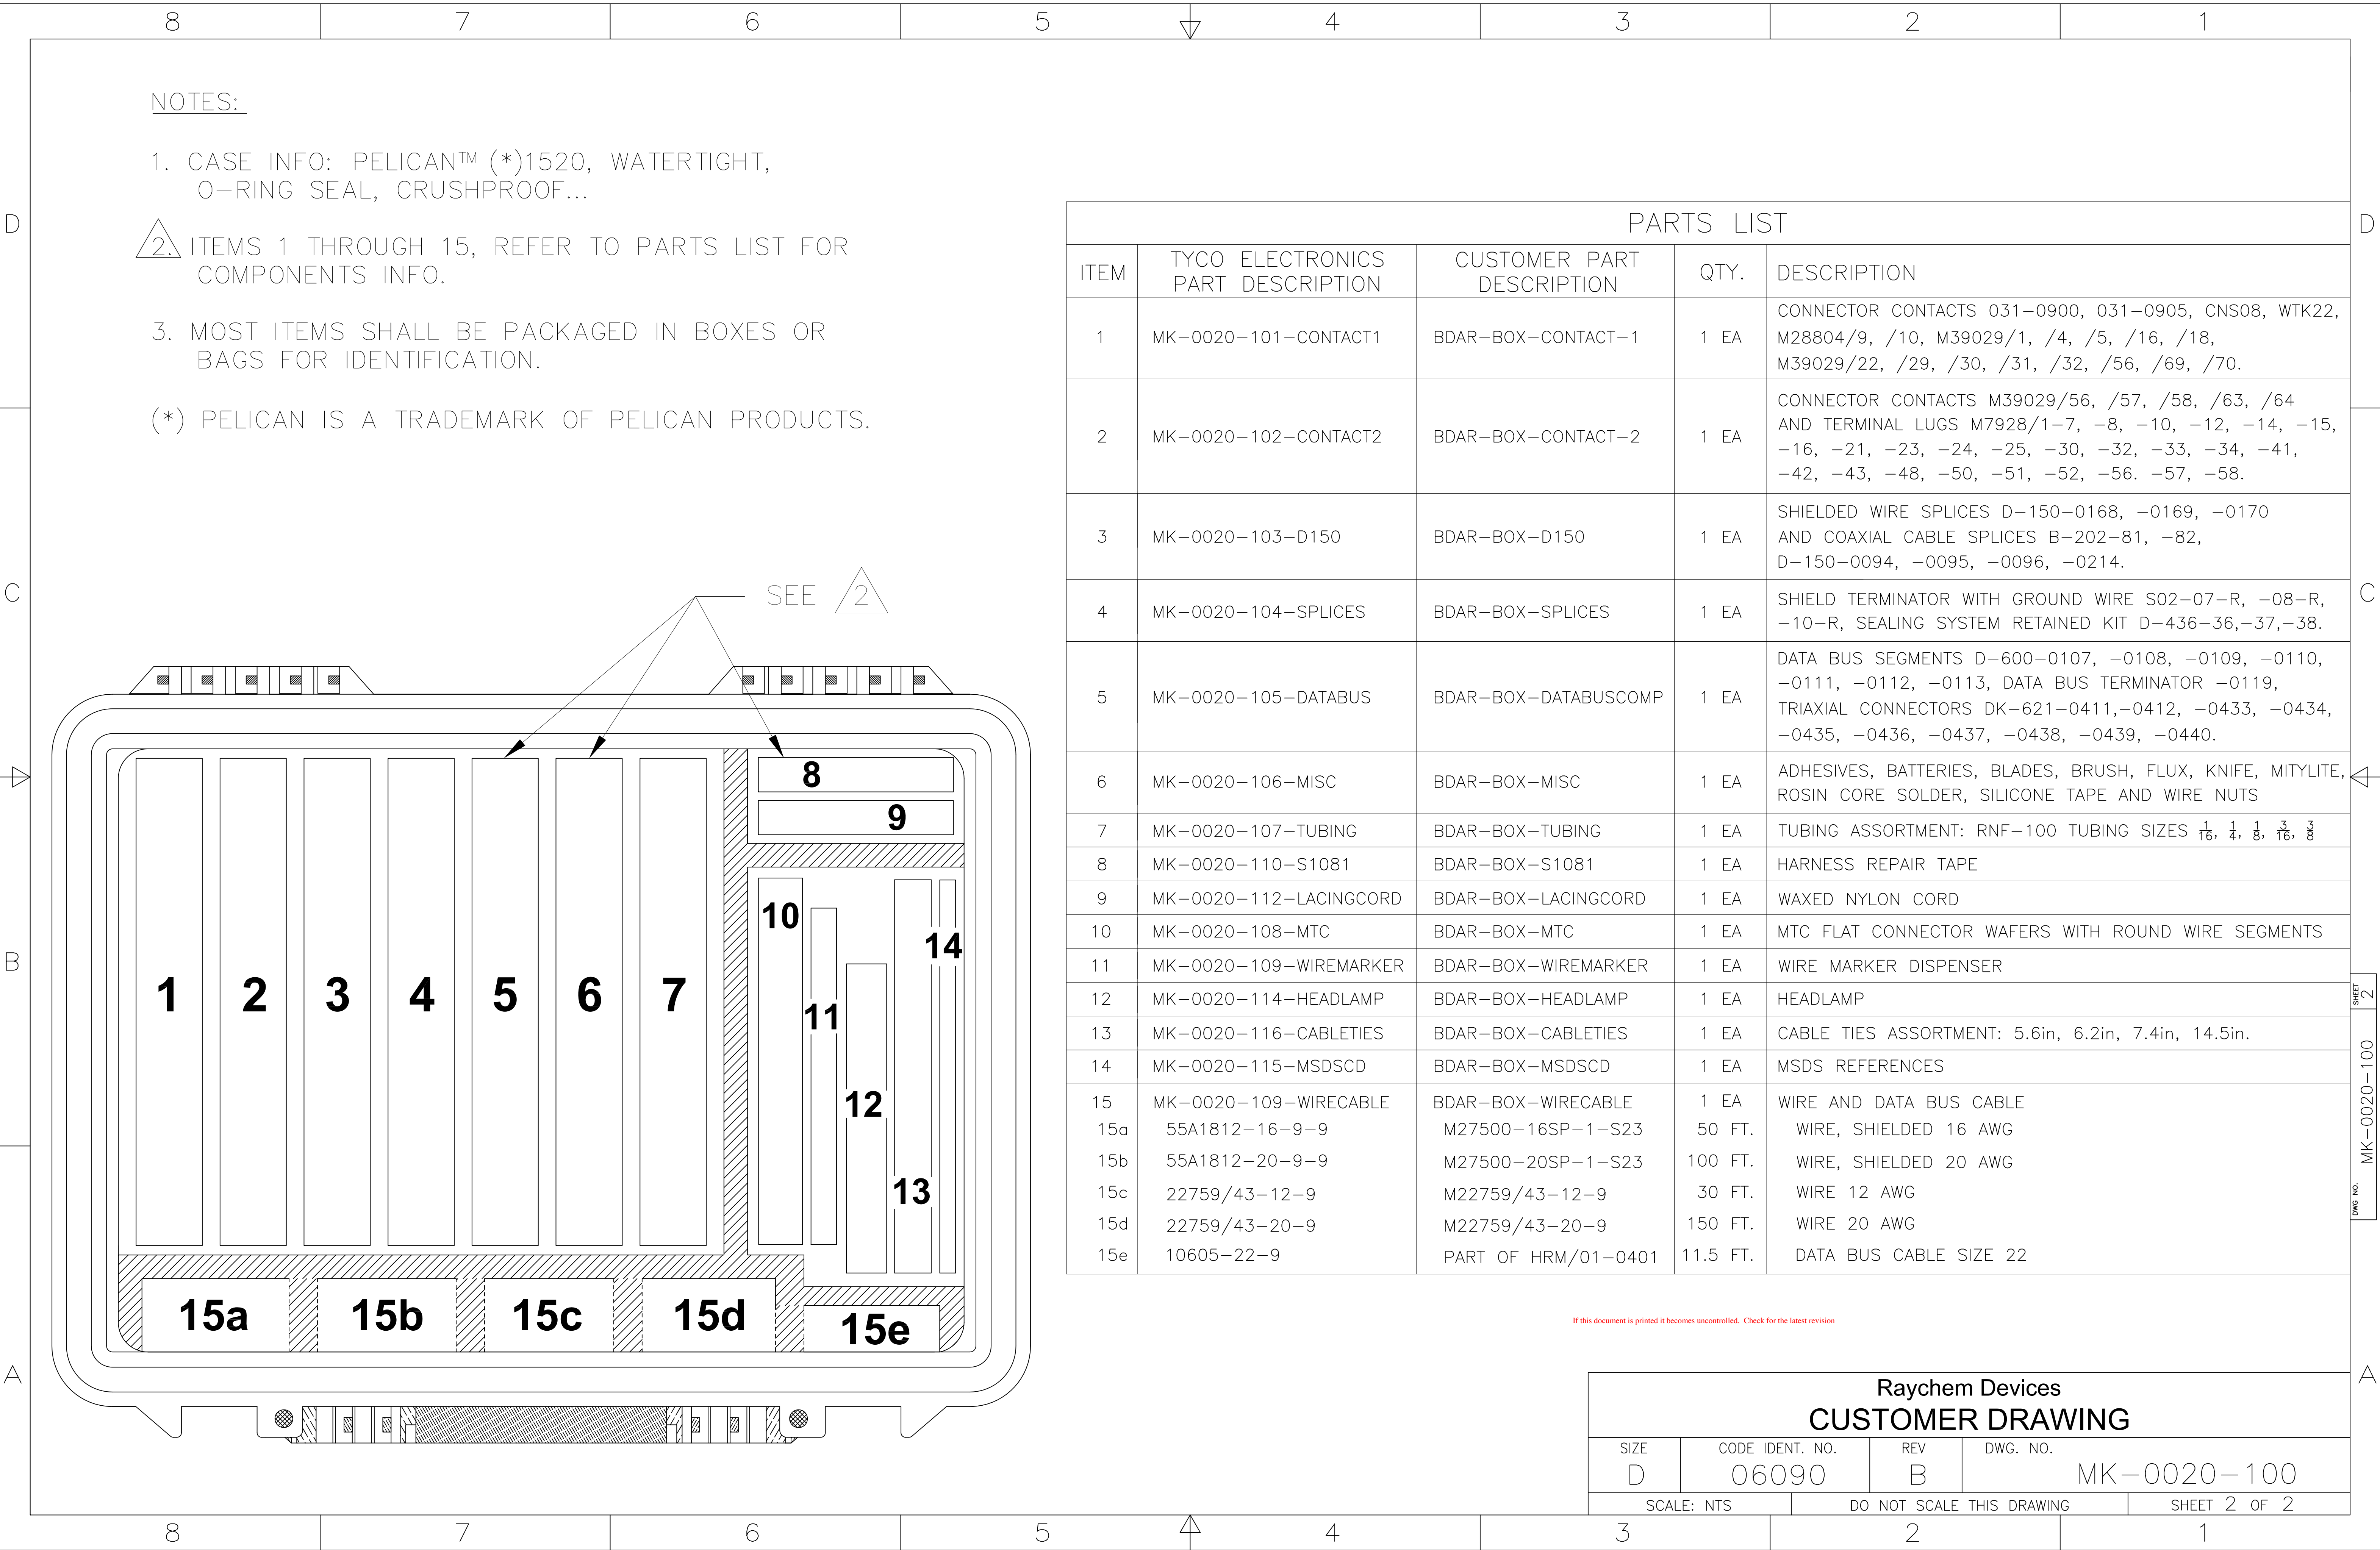 8 7 6 5 4 3 2 1
D
C
B
A
NOTES:
1. CASE INFO: PELICAN™ (*)1520, WATERTIGHT,
O-RING SEAL, CRUSHPROOF...
2. ITEMS 1 THROUGH 15, REFER TO PARTS LIST FOR
COMPONENTS INFO.
3. MOST ITEMS SHALL BE PACKAGED IN BOXES OR
BAGS FOR IDENTIFICATION.
(*) PELICAN IS A TRADEMARK OF PELICAN PRODUCTS.
SEE 2
1 2 3 4 5 6 7
8
9
10
11
12
13
14
15a 15b 15c 15d 15e
PARTS LIST
ITEM TYCO ELECTRONICS PART DESCRIPTION CUSTOMER PART DESCRIPTION QTY. DESCRIPTION
1 MK-0020-101-CONTACT1 BDAR-BOX-CONTACT-1 1 EA CONNECTOR CONTACTS 031-0900, 031-0905, CNS08, WTK22,
M28804/9, /10, M39029/1, /4, /5, /16, /18,
M39029/22, /29, /30, /31, /32, /56, /69, /70.
2 MK-0020-102-CONTACT2 BDAR-BOX-CONTACT-2 1 EA CONNECTOR CONTACTS M39029/56, /57, /58, /63, /64
AND TERMINAL LUGS M7928/1-7, -8, -10, -12, -14, -15,
-16, -21, -23, -24, -25, -30, -32, -33, -34, -41,
-42, -43, -48, -50, -51, -52, -56. -57, -58.
3 MK-0020-103-D150 BDAR-BOX-D150 1 EA SHIELDED WIRE SPLICES D-150-0168, -0169, -0170
AND COAXIAL CABLE SPLICES B-202-81, -82,
D-150-0094, -0095, -0096, -0214.
4 MK-0020-104-SPLICES BDAR-BOX-SPLICES 1 EA SHIELD TERMINATOR WITH GROUND WIRE S02-07-R, -08-R,
-10-R, SEALING SYSTEM RETAINED KIT D-436-36,-37,-38.
5 MK-0020-105-DATABUS BDAR-BOX-DATABUSCOMP 1 EA DATA BUS SEGMENTS D-600-0107, -0108, -0109, -0110,
-0111, -0112, -0113, DATA BUS TERMINATOR -0119,
TRIAXIAL CONNECTORS DK-621-0411,-0412, -0433, -0434,
-0435, -0436, -0437, -0438, -0439, -0440.
6 MK-0020-106-MISC BDAR-BOX-MISC 1 EA ADHESIVES, BATTERIES, BLADES, BRUSH, FLUX, KNIFE, MITYLITE,
ROSIN CORE SOLDER, SILICONE TAPE AND WIRE NUTS
7 MK-0020-107-TUBING BDAR-BOX-TUBING 1 EA TUBING ASSORTMENT: RNF-100 TUBING SIZES 1/16, 1/4, 1/8, 3/16, 3/8
8 MK-0020-110-S1081 BDAR-BOX-S1081 1 EA HARNESS REPAIR TAPE
9 MK-0020-112-LACINGCORD BDAR-BOX-LACINGCORD 1 EA WAXED NYLON CORD
10 MK-0020-108-MTC BDAR-BOX-MTC 1 EA MTC FLAT CONNECTOR WAFERS WITH ROUND WIRE SEGMENTS
11 MK-0020-109-WIREMARKER BDAR-BOX-WIREMARKER 1 EA WIRE MARKER DISPENSER
12 MK-0020-114-HEADLAMP BDAR-BOX-HEADLAMP 1 EA HEADLAMP
13 MK-0020-116-CABLETIES BDAR-BOX-CABLETIES 1 EA CABLE TIES ASSORTMENT: 5.6in, 6.2in, 7.4in, 14.5in.
14 MK-0020-115-MSDSCD BDAR-BOX-MSDSCD 1 EA MSDS REFERENCES
15 MK-0020-109-WIRECABLE BDAR-BOX-WIRECABLE 1 EA WIRE AND DATA BUS CABLE
15a 55A1812-16-9-9 M27500-16SP-1-S23 50 FT. WIRE, SHIELDED 16 AWG
15b 55A1812-20-9-9 M27500-20SP-1-S23 100 FT. WIRE, SHIELDED 20 AWG
15c 22759/43-12-9 M22759/43-12-9 30 FT. WIRE 12 AWG
15d 22759/43-20-9 M22759/43-20-9 150 FT. WIRE 20 AWG
15e 10605-22-9 PART OF HRM/01-0401 11.5 FT. DATA BUS CABLE SIZE 22
If this document is printed it becomes uncontrolled. Check for the latest revision
Raychem Devices
CUSTOMER DRAWING
SIZE CODE IDENT. NO. REV DWG. NO.
D 06090 B MK-0020-100
SCALE: NTS DO NOT SCALE THIS DRAWING SHEET 2 OF 2
D
C
B
A
SHEET 2
DWG NO. MK-0020-100
8 7 6 5 4 3 2 1